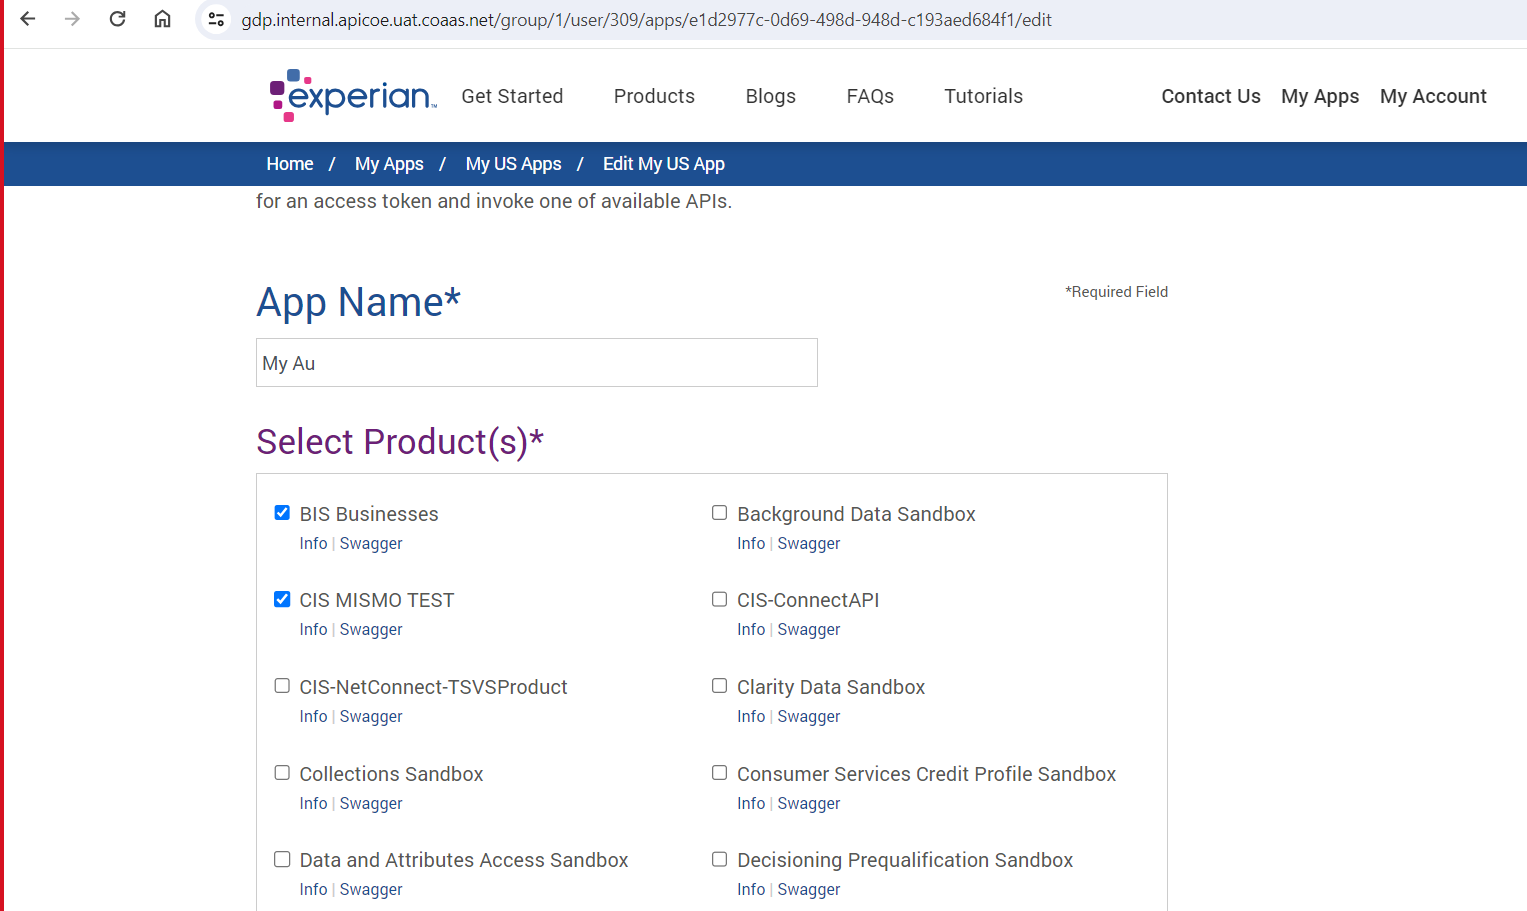 gdp.internal.apicoe.uat.coaas.net/group/1/user/309/apps/e1d2977c-0d69-498d-948d-c193aed684f1/edit
experian™ Get Started Products Blogs FAQs Tutorials Contact Us My Apps My Account
Home / My Apps / My US Apps / Edit My US App
for an access token and invoke one of available APIs.
App Name*
*Required Field
My Au
Select Product(s)*
BIS Businesses
Info | Swagger
Background Data Sandbox
Info | Swagger
CIS MISMO TEST
Info | Swagger
CIS-ConnectAPI
Info | Swagger
CIS-NetConnect-TSVSProduct
Info | Swagger
Clarity Data Sandbox
Info | Swagger
Collections Sandbox
Info | Swagger
Consumer Services Credit Profile Sandbox
Info | Swagger
Data and Attributes Access Sandbox
Info | Swagger
Decisioning Prequalification Sandbox
Info | Swagger